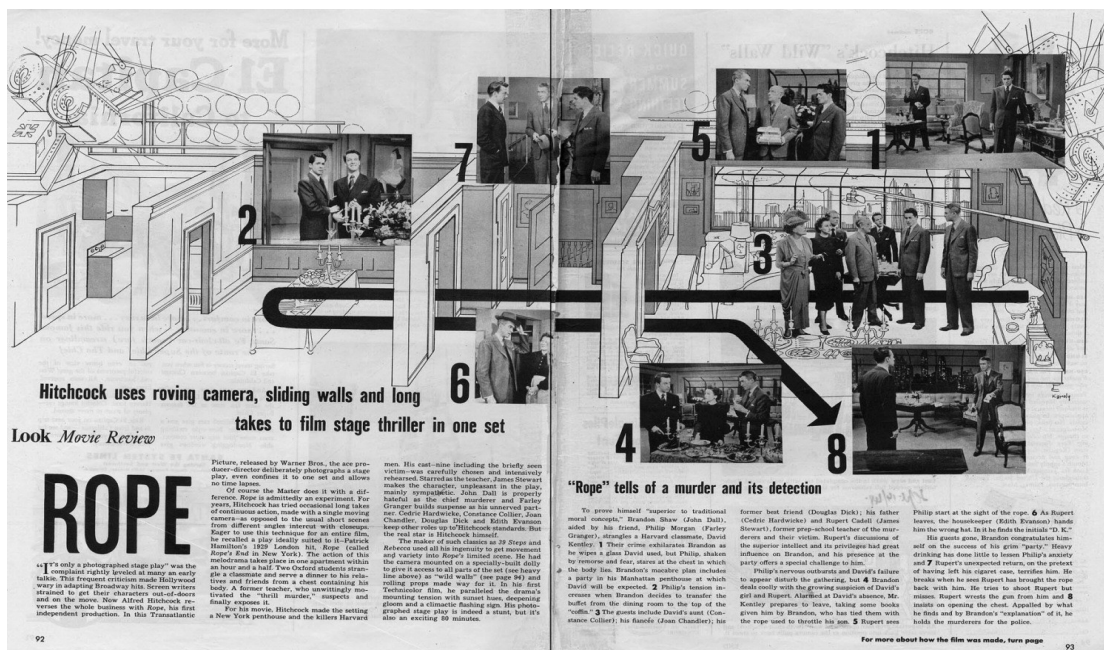 More for your travel money!
2
7
5
1
3
6
4
8
Hitchcock uses roving camera, sliding walls and long
takes to film stage thriller in one set
Look Movie Review
ROPE
"It's only a photographed stage play" was the
complaint rightly leveled at many an early
talkie. This frequent criticism made Hollywood
wary in adapting Broadway hits. Screen writers
strained to get their characters out-of-doors
and on the move. Now Alfred Hitchcock re-
verses the whole business with Rope, his first
independent production. In this Transatlantic
Picture, released by Warner Bros., the ace pro-
ducer-director deliberately photographs a stage
play, even confines it to one set and allows
no time lapses.
Of course the Master does it with a dif-
ference. Rope is admittedly an experiment. For
years, Hitchcock has tried occasional long takes
of continuous action, made with a single moving
camera—as opposed to the usual short scenes
from different angles intercut with closeups.
Eager to use this technique for an entire film,
he recalled a play ideally suited to it—Patrick
Hamilton's 1929 London hit, Rope (called
Rope's End in New York). The action of this
melodrama takes place in one apartment within
an hour and a half. Two Oxford students stran-
gle a classmate and serve a dinner to his rela-
tives and friends from a chest containing his
body. A former teacher, who unwittingly mo-
tivated the "thrill murder," suspects and
finally exposes it.
For his movie, Hitchcock made the setting
a New York penthouse and the killers Harvard
men. His cast—nine including the briefly seen
victim—was carefully chosen and intensively
rehearsed. Starred as the teacher, James Stewart
makes the character, unpleasant in the play,
mainly sympathetic. John Dall is properly
hateful as the chief murderer and Farley
Granger builds suspense as his unnerved part-
ner. Cedric Hardwicke, Constance Collier, Joan
Chandler, Douglas Dick and Edith Evanson
keep other roles up to Hitchcock standards. But
the real star is Hitchcock himself.
The maker of such classics as 39 Steps and
Rebecca used all his ingenuity to get movement
and variety into Rope's limited scene. He had
the camera mounted on a specially-built dolly
to give it access to all parts of the set (see heavy
line above) as "wild walls" (see page 94) and
rolling props made way for it. In his first
Technicolor film, he paralleled the drama's
mounting tension with sunset hues, deepening
gloom and a climactic flashing sign. His photo-
graphed stage play is indeed a stunt, but it's
also an exciting 80 minutes.
"Rope" tells of a murder and its detection
To prove himself "superior to traditional
moral concepts," Brandon Shaw (John Dall),
aided by his friend, Philip Morgan (Farley
Granger), strangles a Harvard classmate, David
Kentley. 1 Their crime exhilarates Brandon as
he wipes a glass David used, but Philip, shaken
by remorse and fear, stares at the chest in which
the body lies. Brandon's macabre plan includes
a party in his Manhattan penthouse at which
David will be expected. 2 Philip's tension in-
creases when Brandon decides to transfer the
buffet from the dining room to the top of the
"coffin." 3 The guests include David's aunt (Con-
stance Collier); his fiancée (Joan Chandler); his
former best friend (Douglas Dick); his father
(Cedric Hardwicke) and Rupert Cadell (James
Stewart), former prep-school teacher of the mur-
derers and their victim. Rupert's discussions of
the superior intellect and its privileges had great
influence on Brandon, and his presence at the
party offers a special challenge to him.
Philip's nervous outbursts and David's failure
to appear disturb the gathering, but 4 Brandon
deals coolly with the growing suspicion of David's
girl and Rupert. Alarmed at David's absence, Mr.
Kentley prepares to leave, taking some books
given him by Brandon, who has tied them with
the rope used to throttle his son. 5 Rupert sees
Philip start at the sight of the rope. 6 As Rupert
leaves, the housekeeper (Edith Evanson) hands
him the wrong hat. In it he finds the initials "D. K."
His guests gone, Brandon congratulates him-
self on the success of his grim "party." Heavy
drinking has done little to lessen Philip's anxiety
and 7 Rupert's unexpected return, on the pretext
of having left his cigaret case, terrifies him. He
breaks when he sees Rupert has brought the rope
back with him. He tries to shoot Rupert but
misses. Rupert wrests the gun from him and 8
insists on opening the chest. Appalled by what
he finds and by Brandon's "explanation" of it, he
holds the murderers for the police.
For more about how the film was made, turn page
92
93